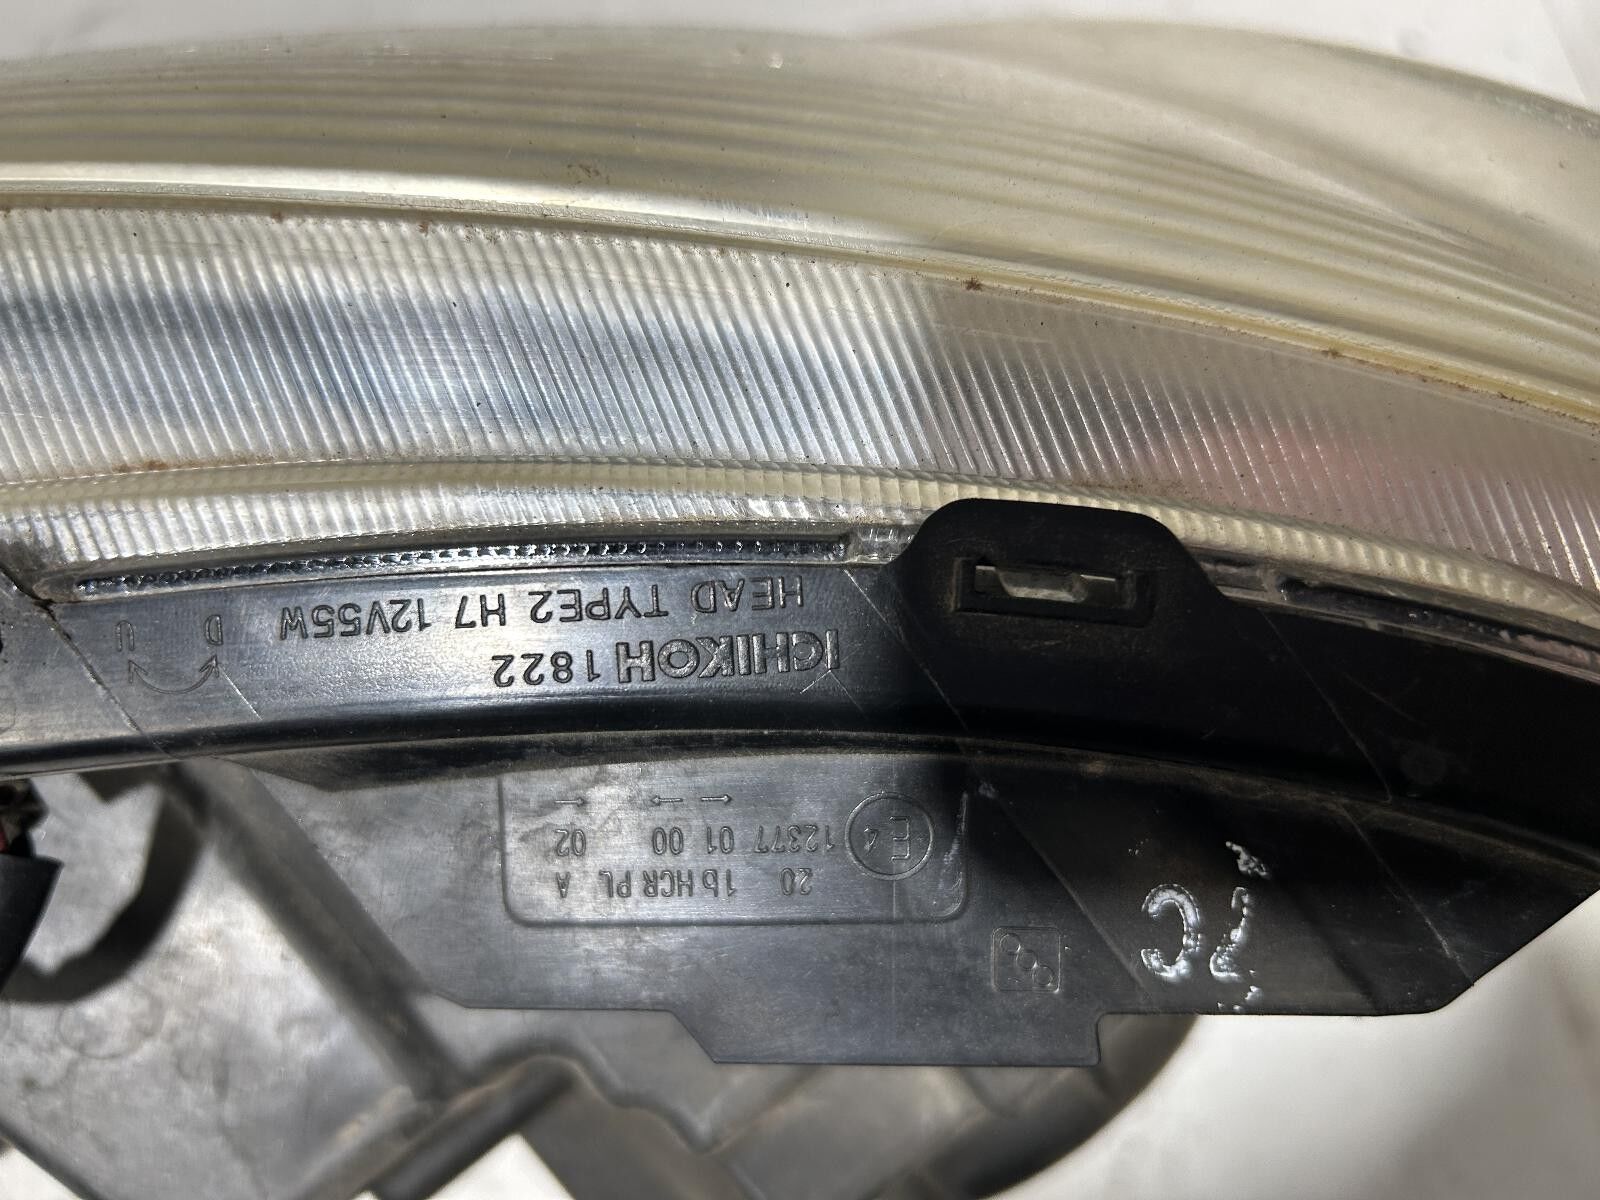 ICHIKOH 1822
HEAD TYPE2 H7 12V55W
D U
E4
12377 01 00 02
20 1b HCR PL A